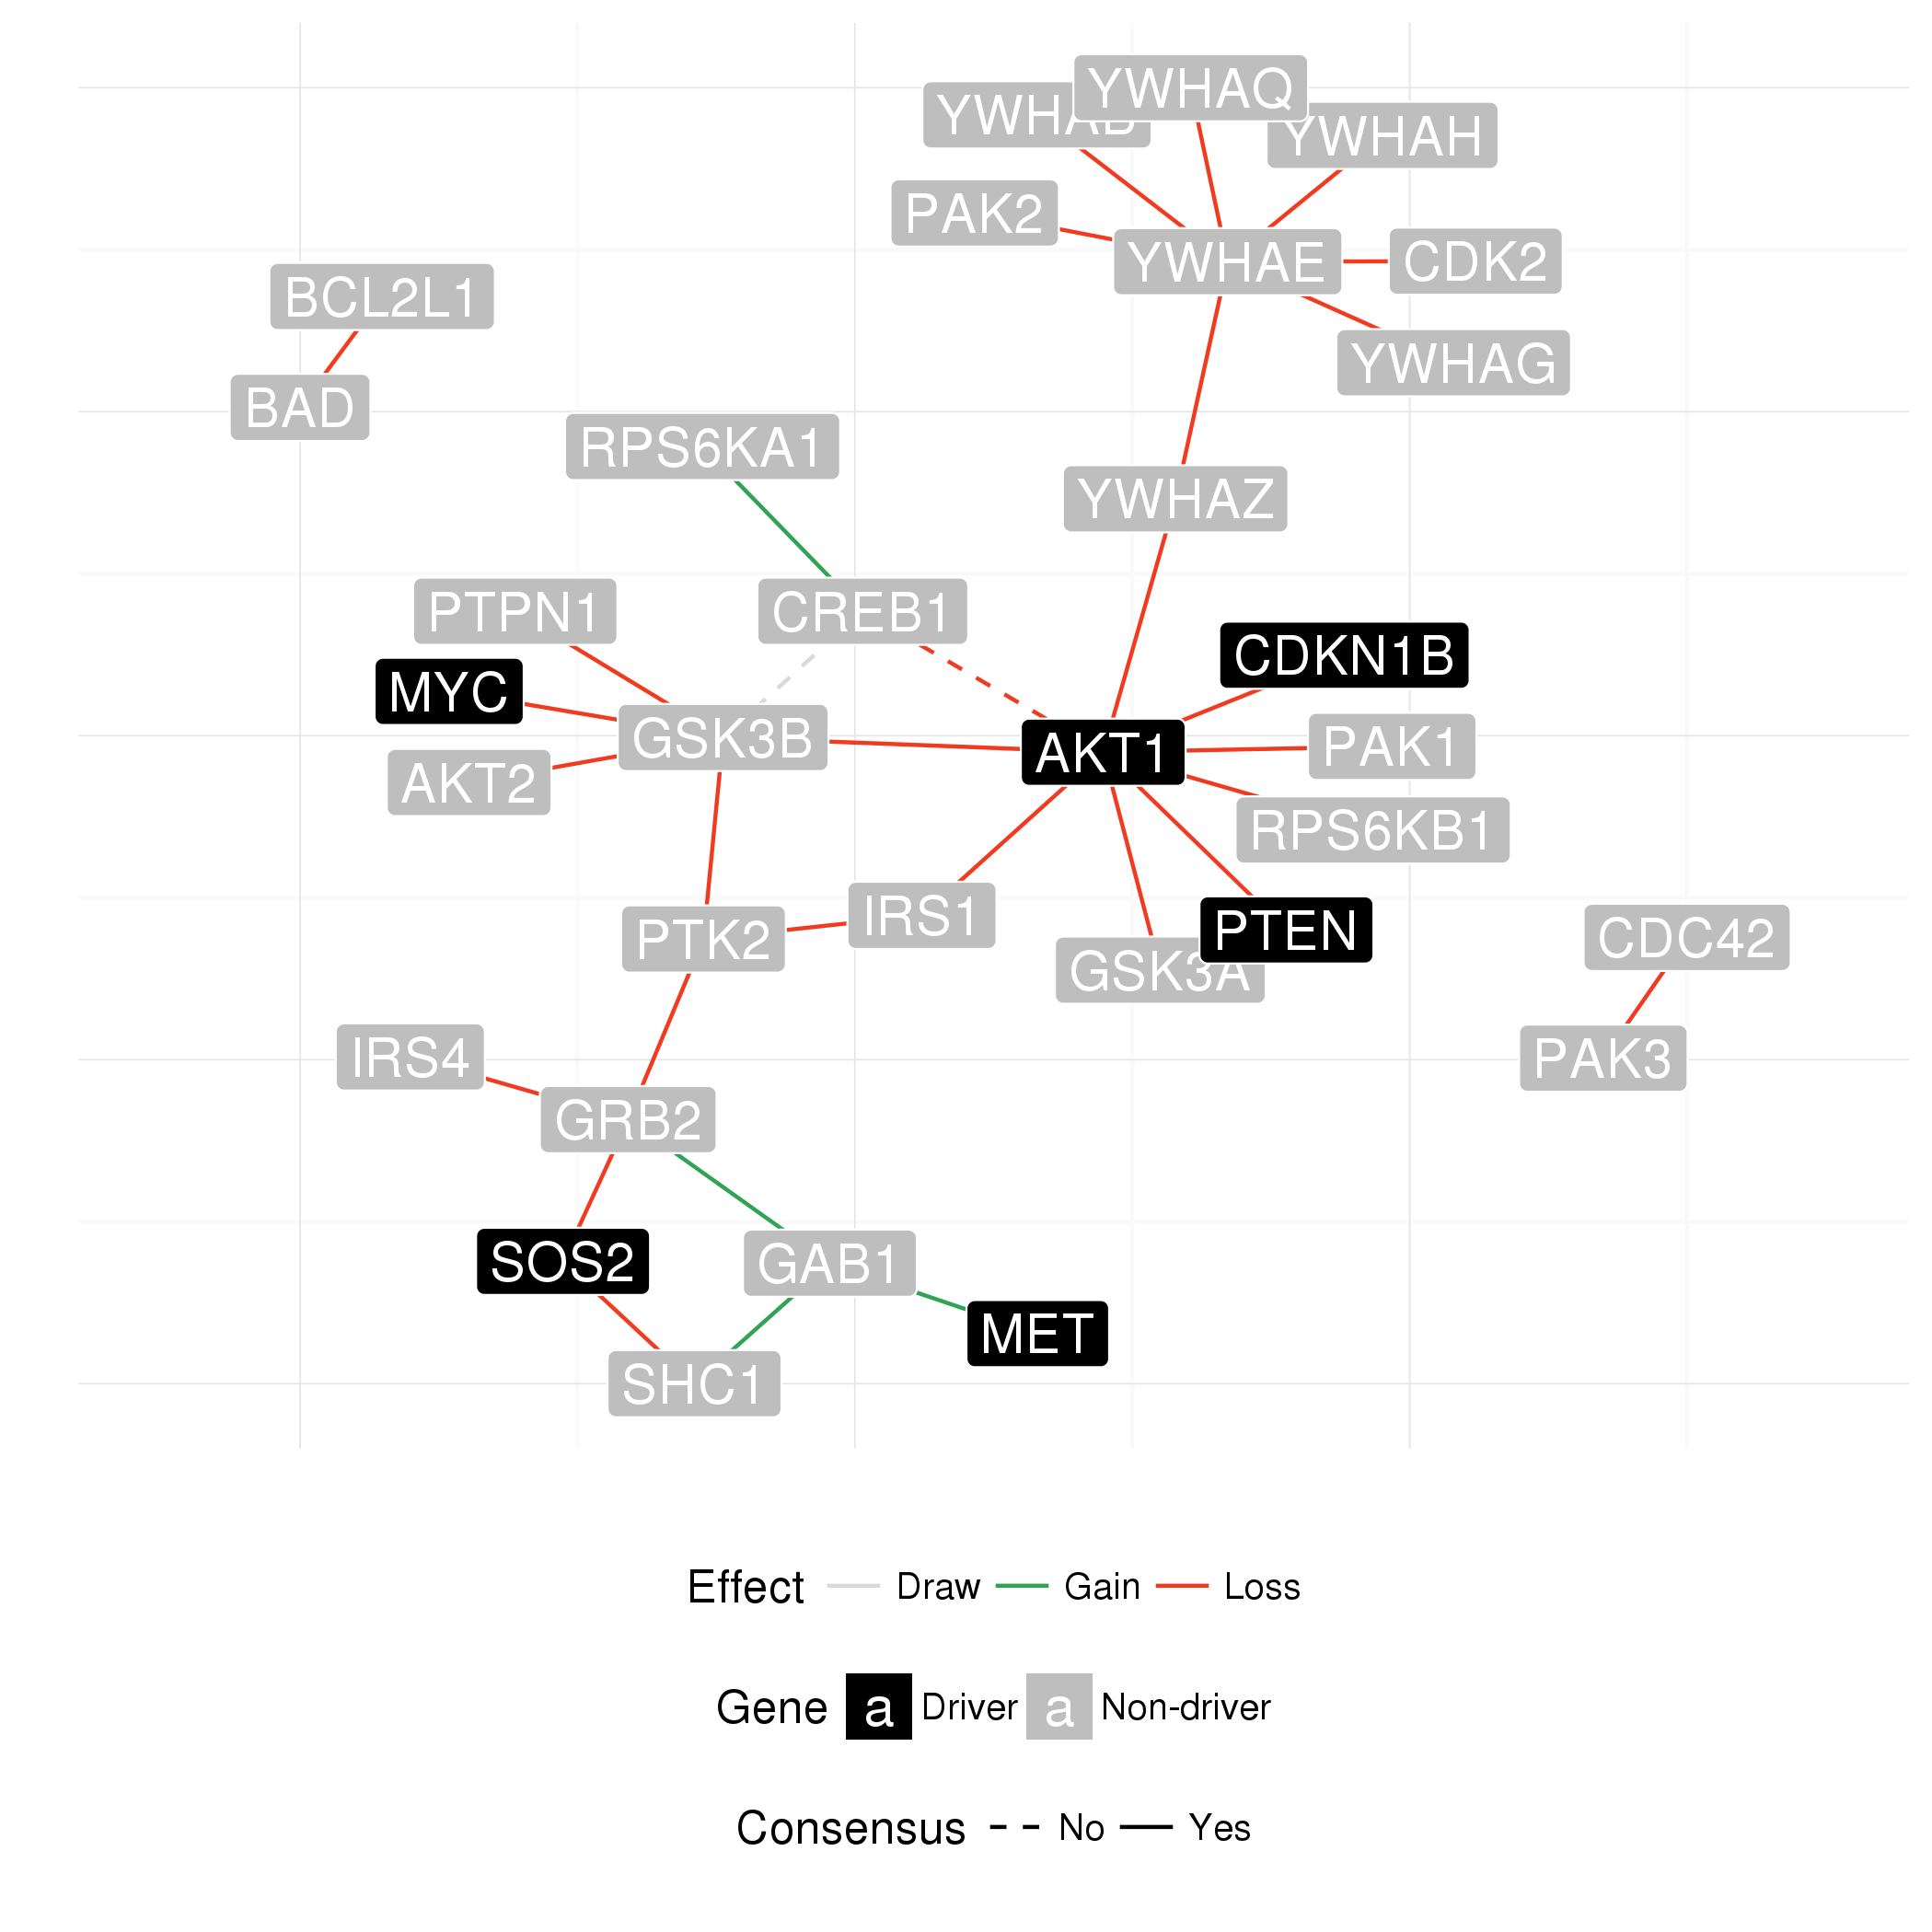 YWHAQ
YWHAH
PAK2
YWHAE
CDK2
BCL2L1
YWHAG
BAD
RPS6KA1
YWHAZ
PTPN1
CREB1
CDKN1B
MYC
GSK3B
AKT1
PAK1
AKT2
RPS6KB1
IRS1
PTEN
PTK2
CDC42
GSK3A
IRS4
PAK3
GRB2
SOS2
GAB1
MET
SHC1
Effect Draw Gain Loss
Gene a Driver a Non-driver
Consensus No Yes